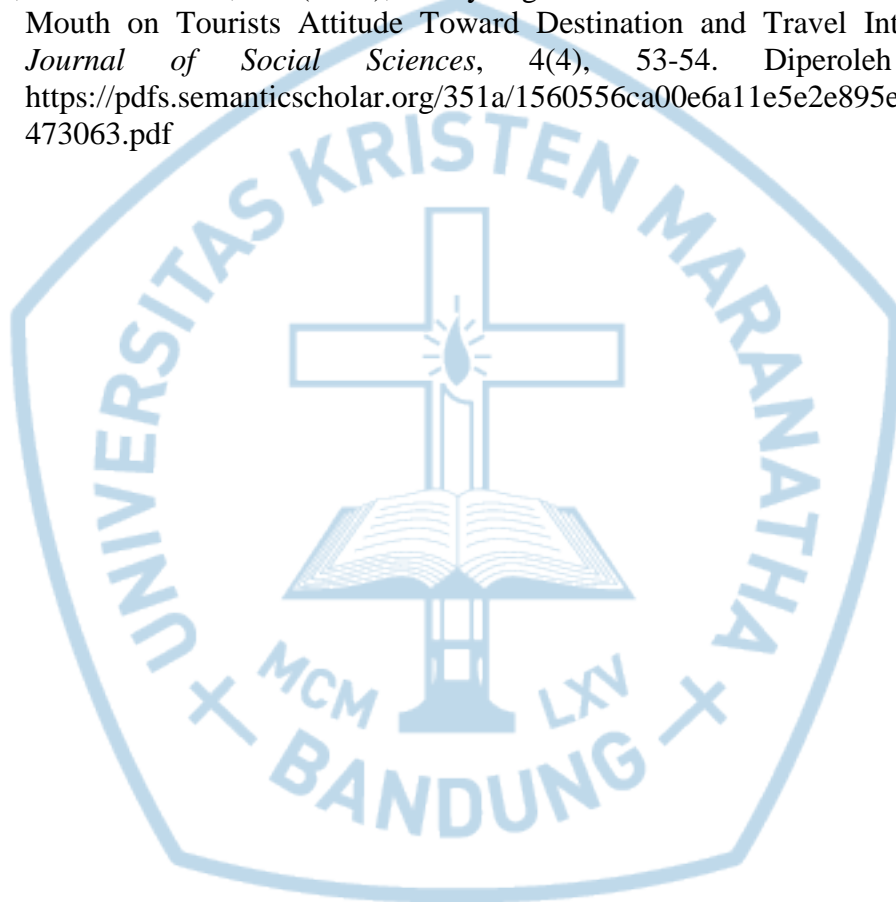 Mouth on Tourists Attitude Toward Destination and Travel Int
Journal of Social Sciences, 4(4), 53-54. Diperoleh
https://pdfs.semanticscholar.org/351a/1560556ca00e6a11e5e2e895e
473063.pdf
UNIVERSITAS KRISTEN MARANATHA
MCM LXV
BANDUNG